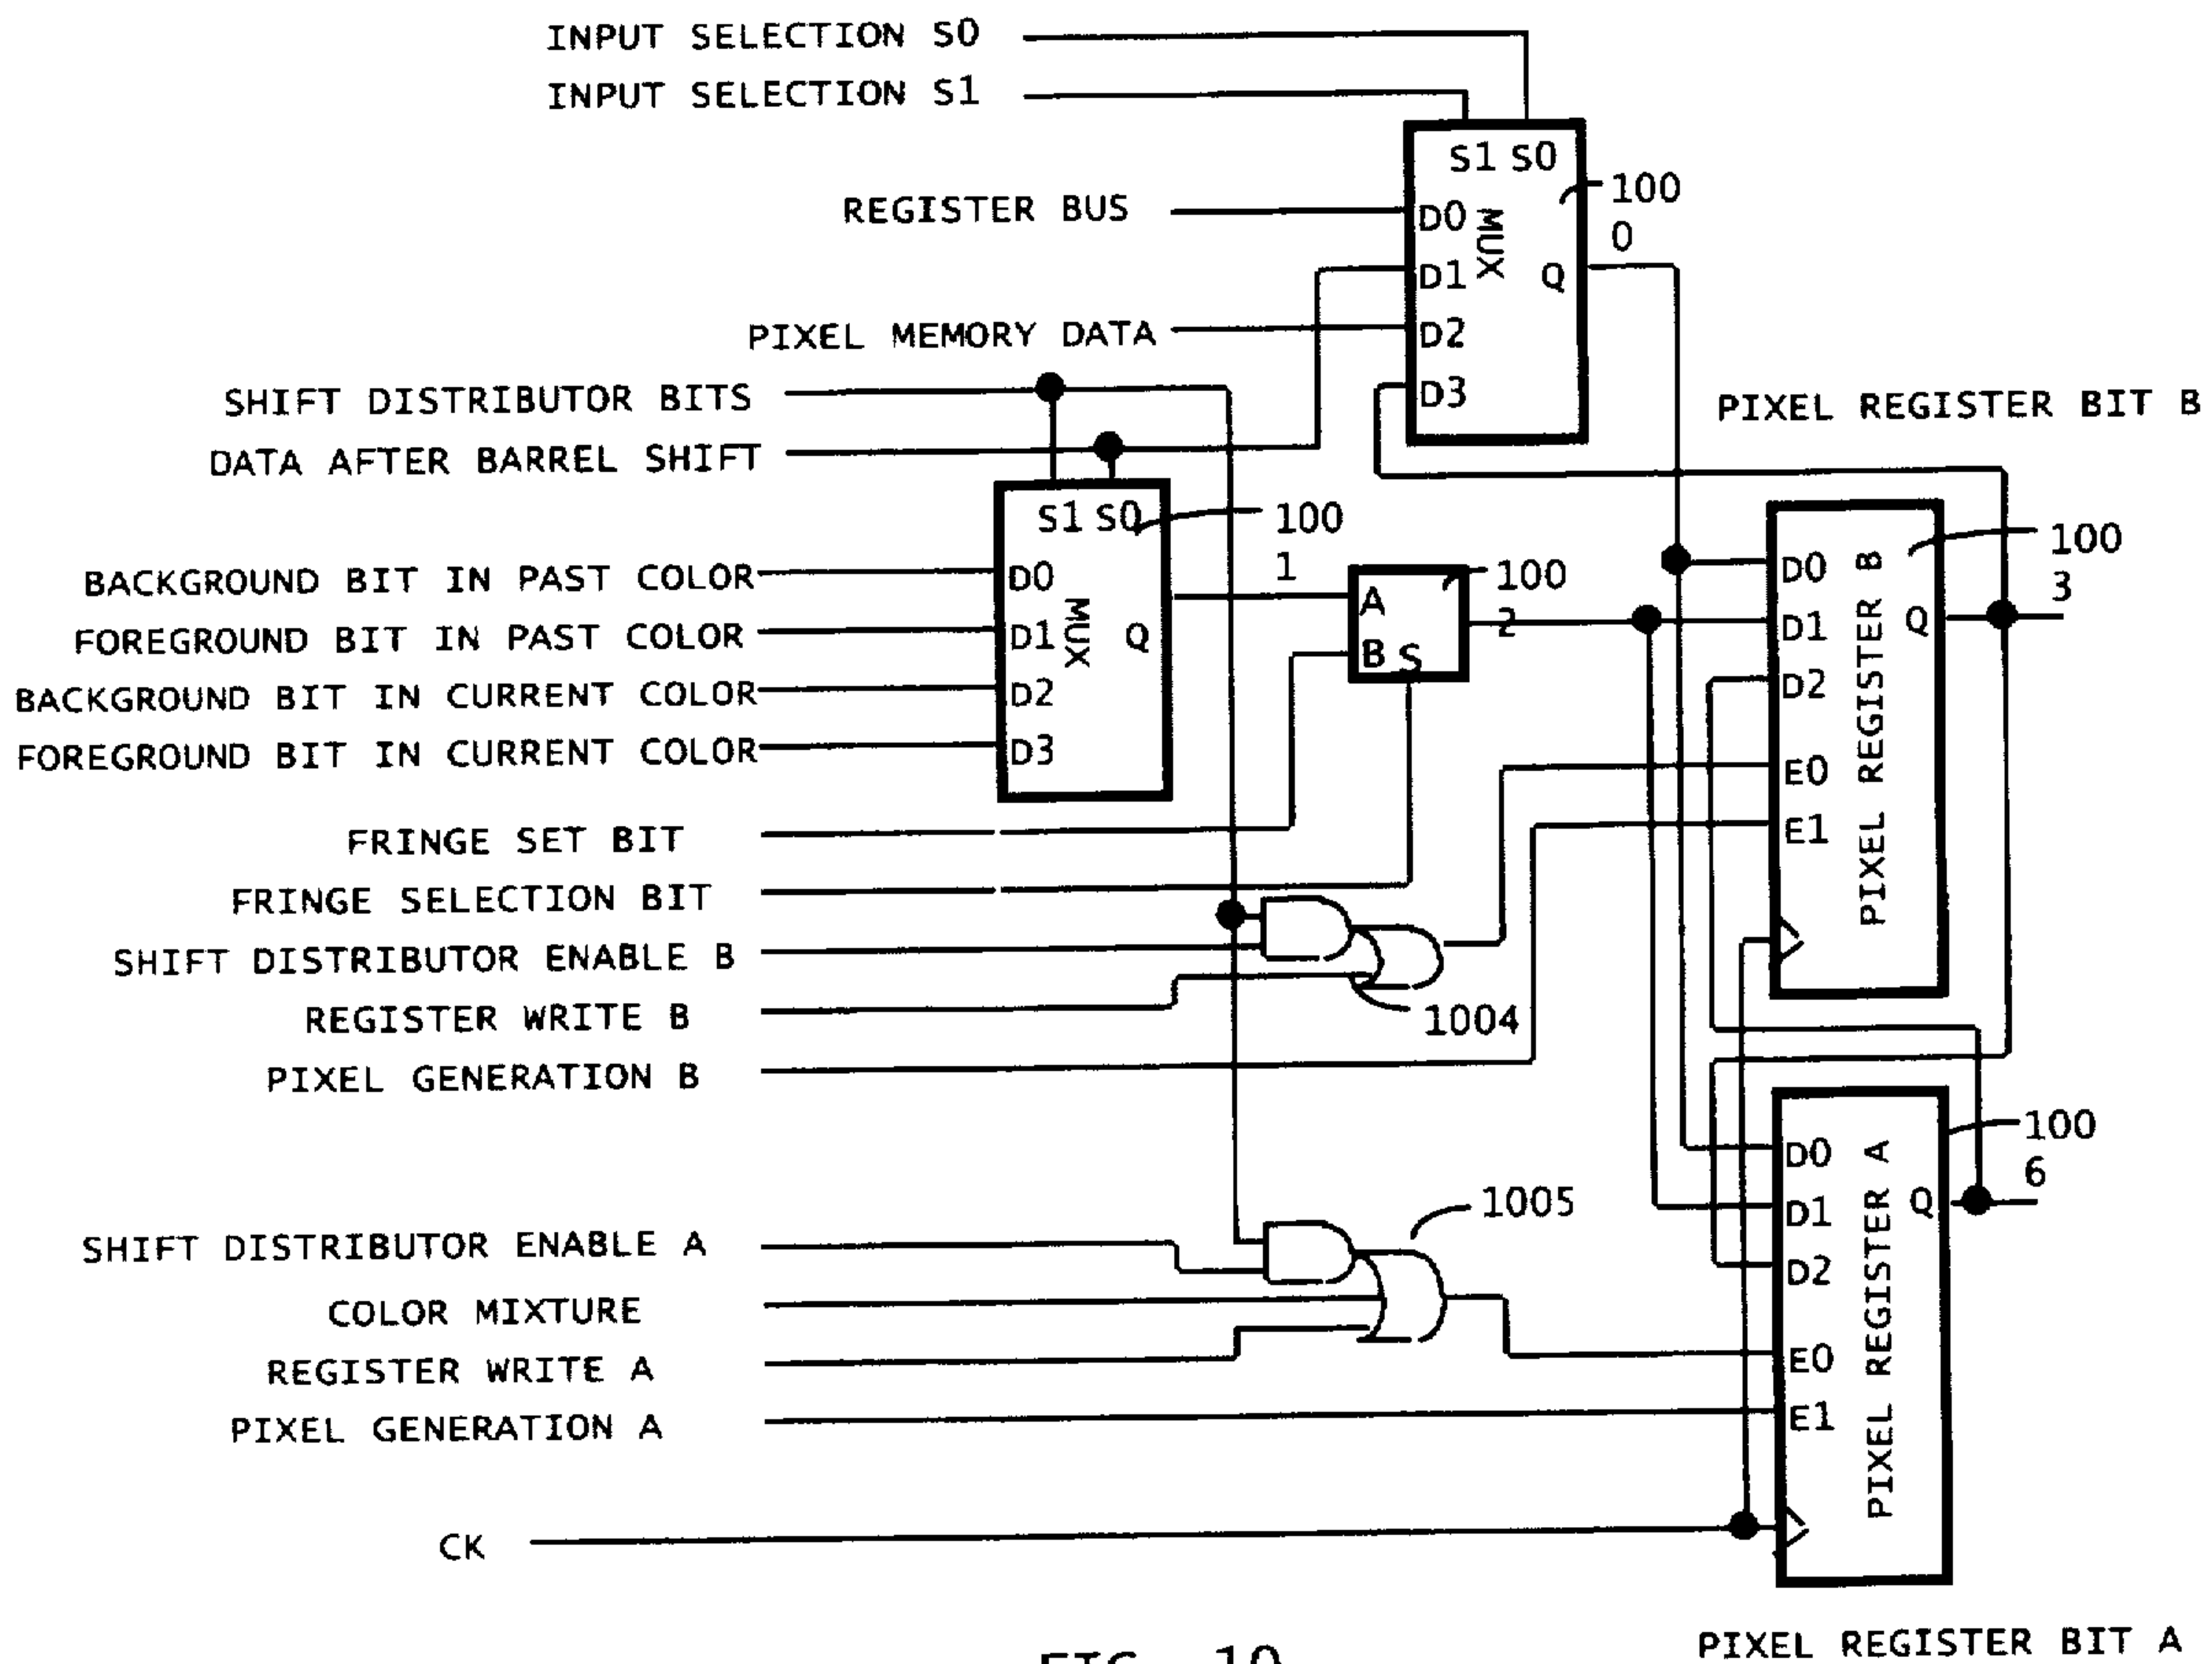 INPUT SELECTION S0
INPUT SELECTION S1
S1 S0
REGISTER BUS
D0
MUX
100
0
D1
Q
PIXEL MEMORY DATA
D2
SHIFT DISTRIBUTOR BITS
D3
PIXEL REGISTER BIT B
DATA AFTER BARREL SHIFT
S1 S0
100
1
BACKGROUND BIT IN PAST COLOR
D0
FOREGROUND BIT IN PAST COLOR
D1
MUX
Q
BACKGROUND BIT IN CURRENT COLOR
D2
FOREGROUND BIT IN CURRENT COLOR
D3
A
B S
100
2
D0
D1
D2
E0
E1
PIXEL REGISTER B
Q
100
3
FRINGE SET BIT
FRINGE SELECTION BIT
SHIFT DISTRIBUTOR ENABLE B
REGISTER WRITE B
1004
PIXEL GENERATION B
D0
D1
D2
E0
E1
PIXEL REGISTER A
Q
100
6
1005
SHIFT DISTRIBUTOR ENABLE A
COLOR MIXTURE
REGISTER WRITE A
PIXEL GENERATION A
CK
PIXEL REGISTER BIT A
FIG. 10